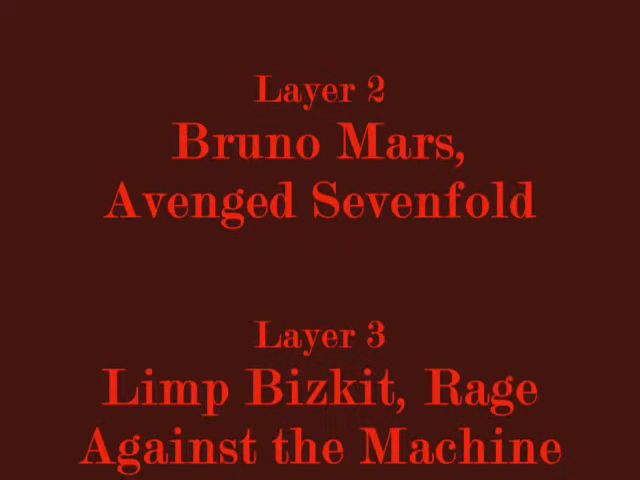 Layer 2
Bruno Mars,
Avenged Sevenfold
Layer 3
Limp Bizkit, Rage
Against the Machine